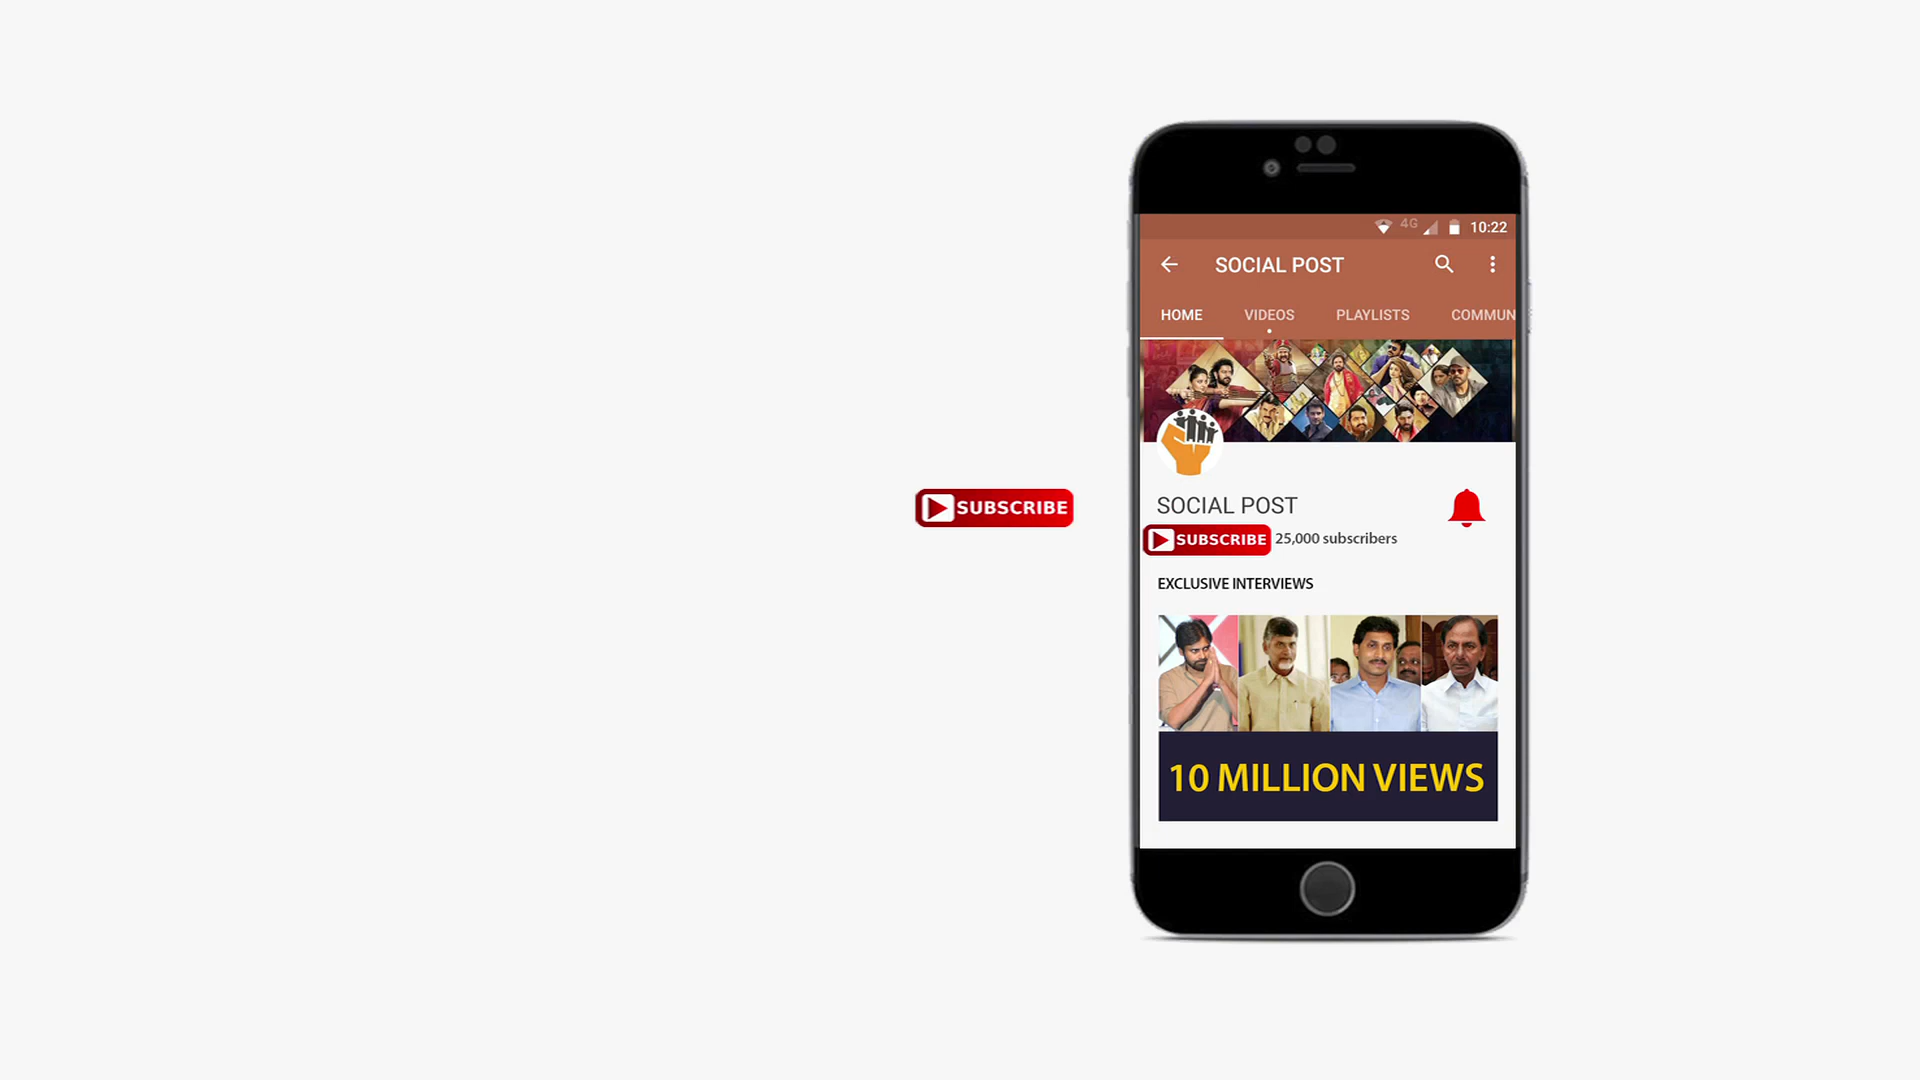 4G 10:22
SOCIAL POST
HOME VIDEOS PLAYLISTS COMMUN
SUBSCRIBE
SOCIAL POST
SUBSCRIBE 25,000 subscribers
EXCLUSIVE INTERVIEWS
10 MILLION VIEWS